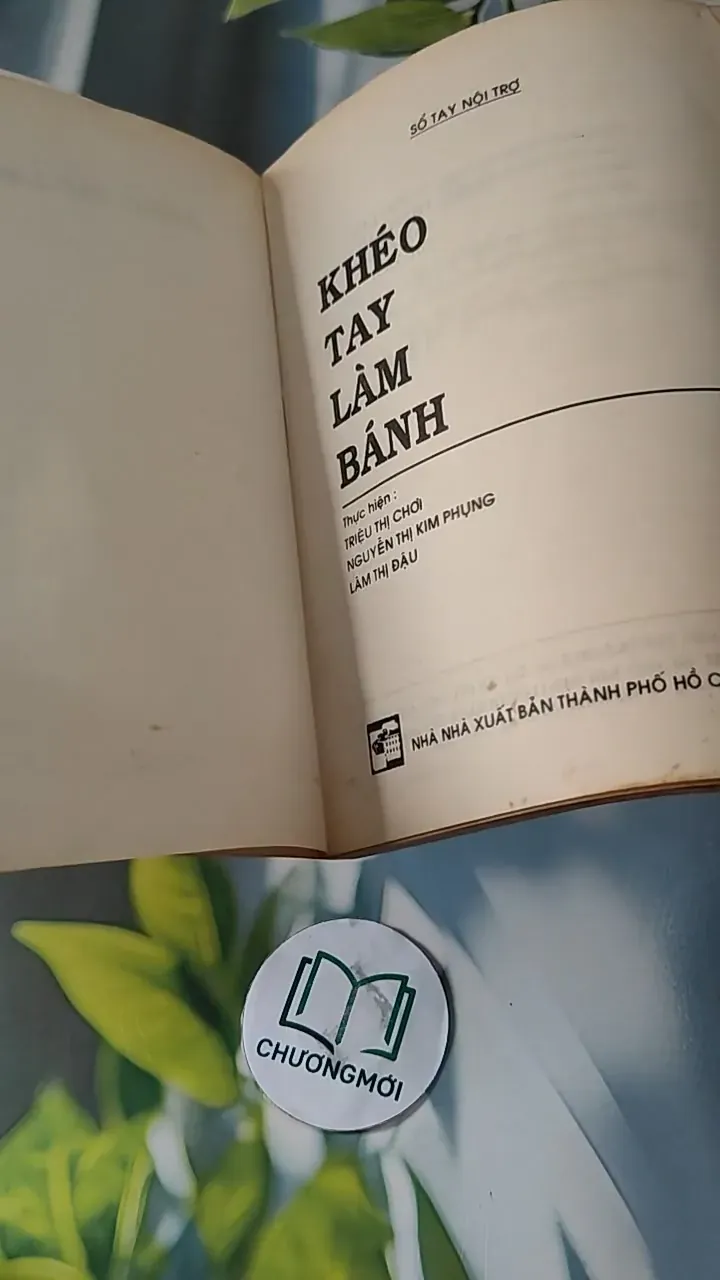 SỔ TAY NỘI TRỢ
KHÉO
TAY
LÀM
BÁNH
Thực hiện :
TRIỆU THỊ CHƠI
NGUYỄN THỊ KIM PHỤNG
LÂM THỊ ĐẬU
NHÀ NHÀ XUẤT BẢN THÀNH PHỐ HỒ C
CHƯƠNGMỚI